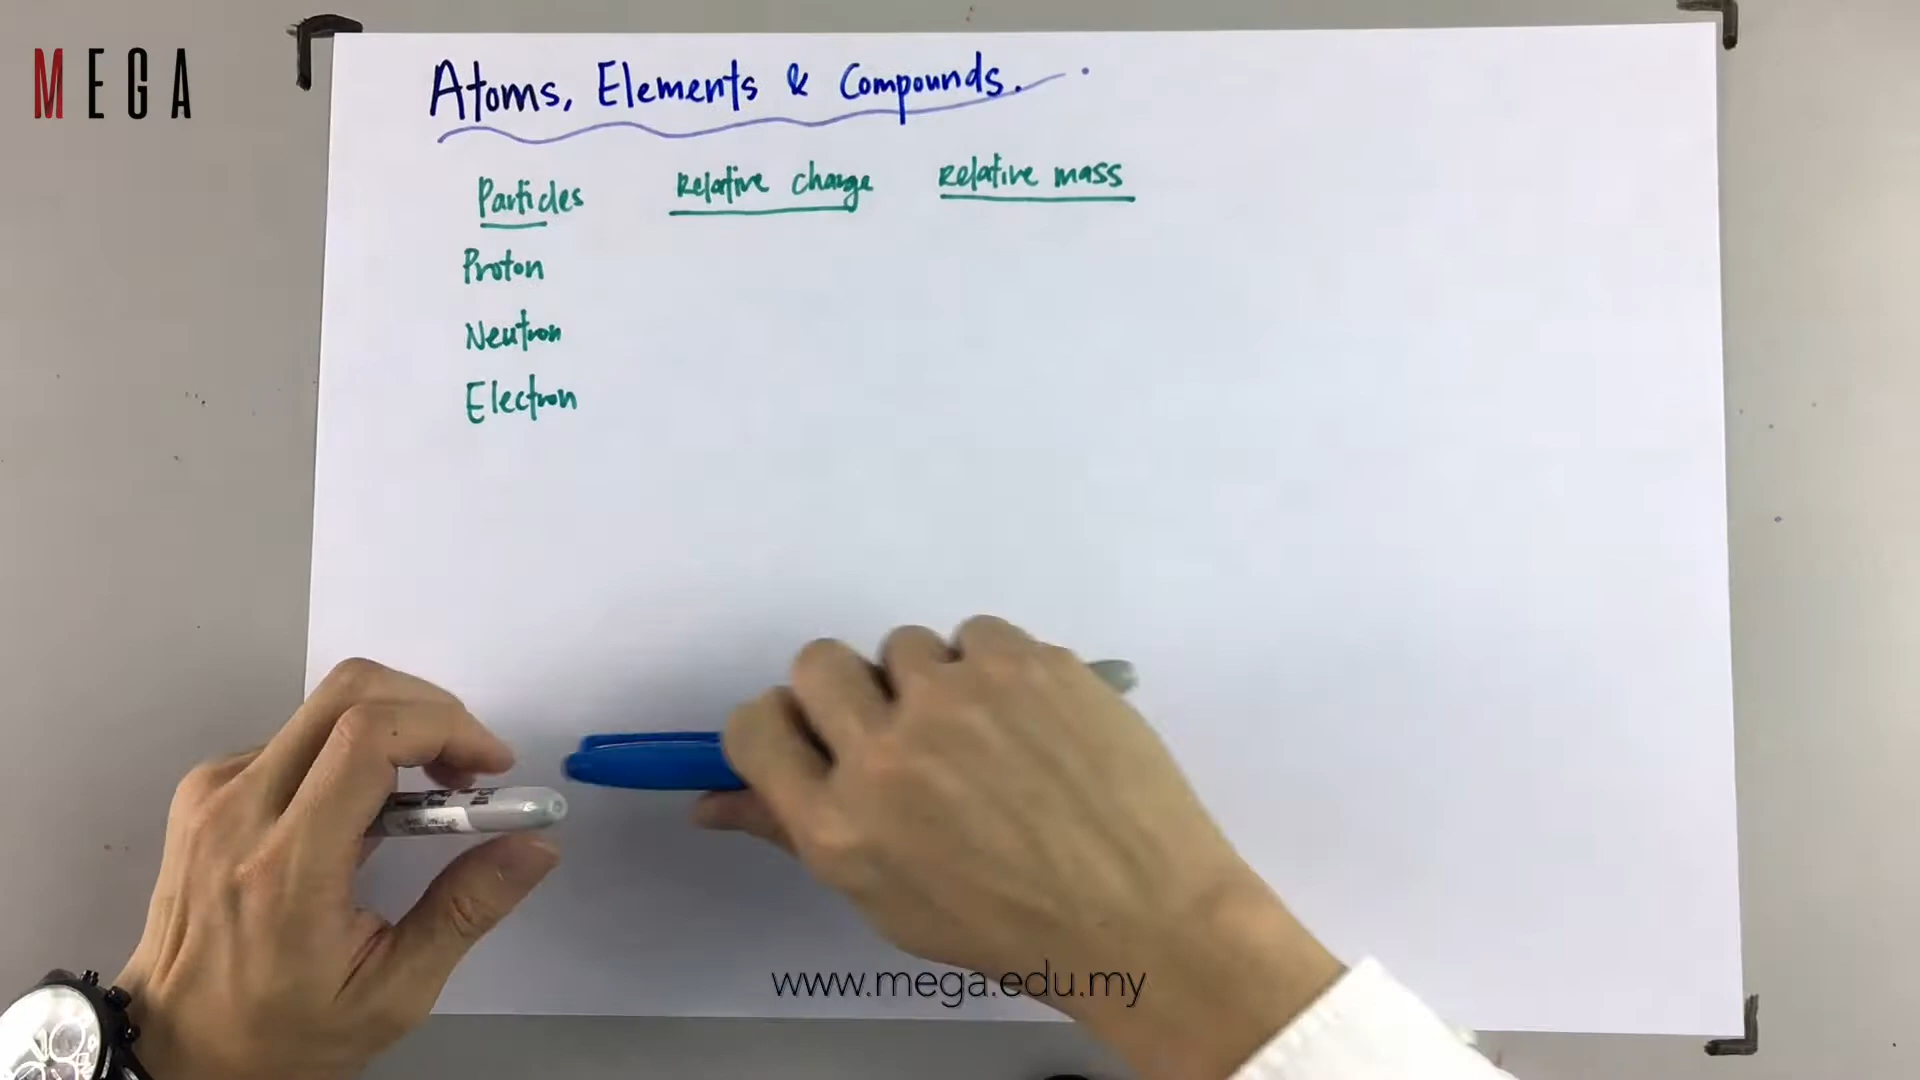 MEGA
Atoms, Elements & Compounds.
Particles Relative charge Relative mass
Proton
Neutron
Electron
www.mega.edu.my